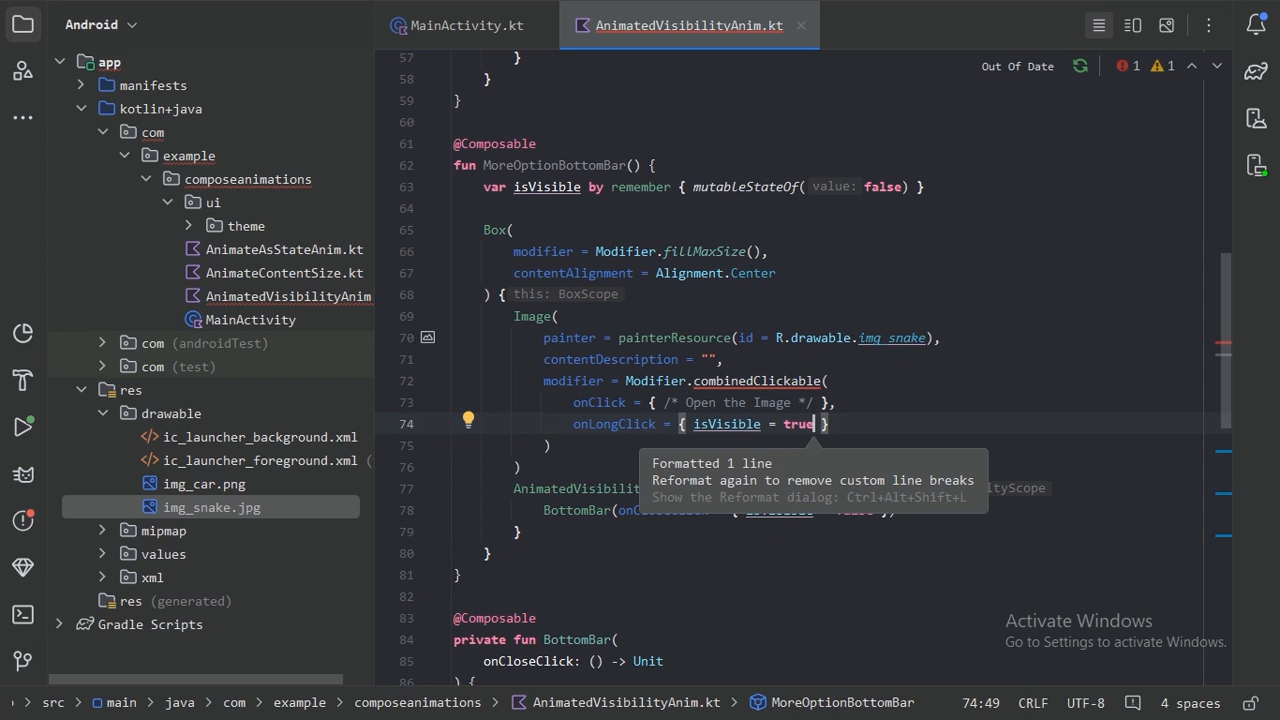 Android
MainActivity.kt
AnimatedVisibilityAnim.kt
app
manifests
kotlin+java
com
example
composeanimations
ui
theme
AnimateAsStateAnim.kt
AnimateContentSize.kt
AnimatedVisibilityAnim
MainActivity
com (androidTest)
com (test)
res
drawable
ic_launcher_background.xml
ic_launcher_foreground.xml (
img_car.png
img_snake.jpg
mipmap
values
xml
res (generated)
Gradle Scripts
Out Of Date
1 1
57 }
58 }
59 }
60
61 @Composable
62 fun MoreOptionBottomBar() {
63 var isVisible by remember { mutableStateOf( value: false) }
64
65 Box(
66 modifier = Modifier.fillMaxSize(),
67 contentAlignment = Alignment.Center
68 ) { this: BoxScope
69 Image(
70 painter = painterResource(id = R.drawable.img_snake),
71 contentDescription = "",
72 modifier = Modifier.combinedClickable(
73 onClick = { /* Open the Image */ },
74 onLongClick = { isVisible = true }
75 )
76 )
77 AnimatedVisibili
78 BottomBar(
79 }
80 }
81 }
82
83 @Composable
84 private fun BottomBar(
85 onCloseClick: () -> Unit
86 ) {
Formatted 1 line
Reformat again to remove custom line breaks
Show the Reformat dialog: Ctrl+Alt+Shift+L
Activate Windows
Go to Settings to activate Windows.
src main java com example composeanimations AnimatedVisibilityAnim.kt MoreOptionBottomBar 74:49 CRLF UTF-8 4 spaces